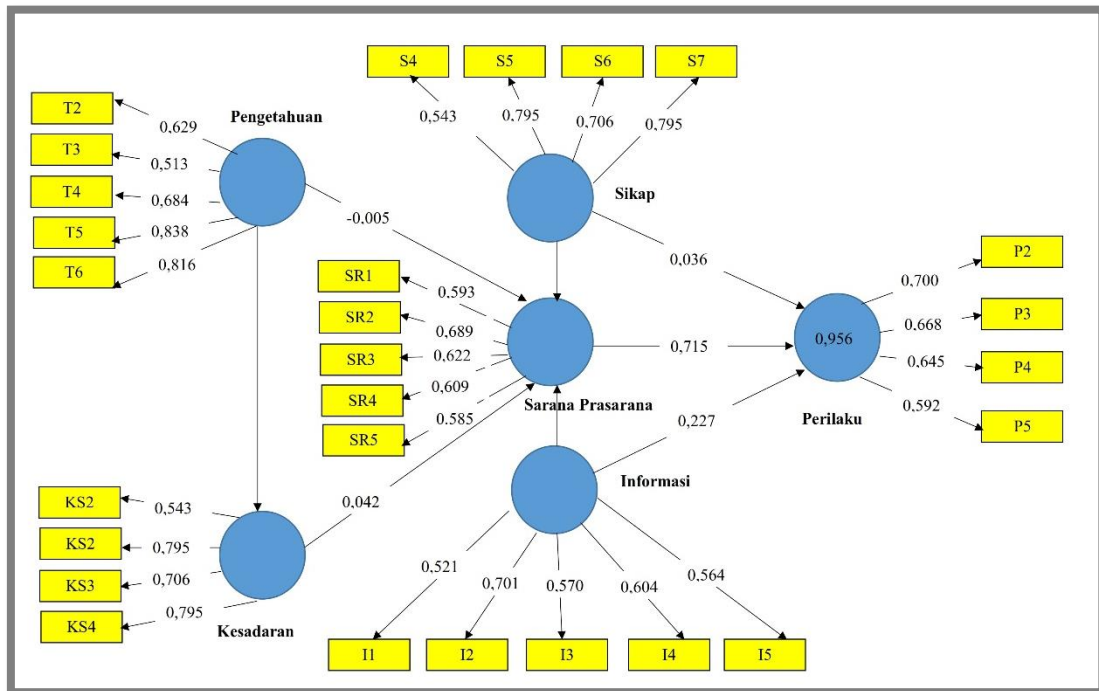 S4
S5
S6
S7
0,543
0,795
0,706
0,795
Sikap
T2
T3
T4
T5
T6
Pengetahuan
0,629
0,513
0,684
0,838
0,816
-0,005
0,036
SR1
SR2
SR3
SR4
SR5
0.593
0,689
0,622
0,609
0.585
Sarana Prasarana
0,715
0,956
Perilaku
P2
P3
P4
P5
0,700
0,668
0,645
0,592
0,227
Informasi
0,042
KS2
KS2
KS3
KS4
0,543
0,795
0,706
0,795
Kesadaran
0,521
0,701
0,570
0,604
0,564
I1
I2
I3
I4
I5